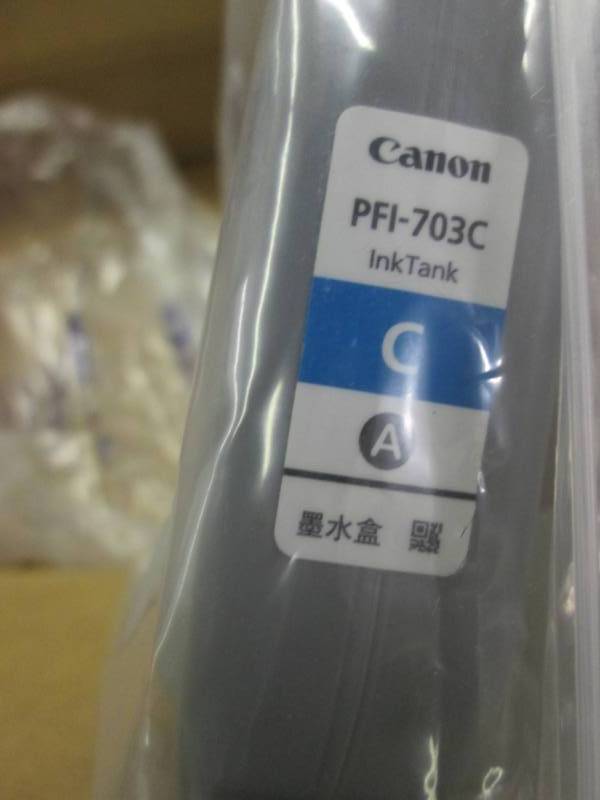 Canon
PFI-703C
InkTank
C
A
墨水盒